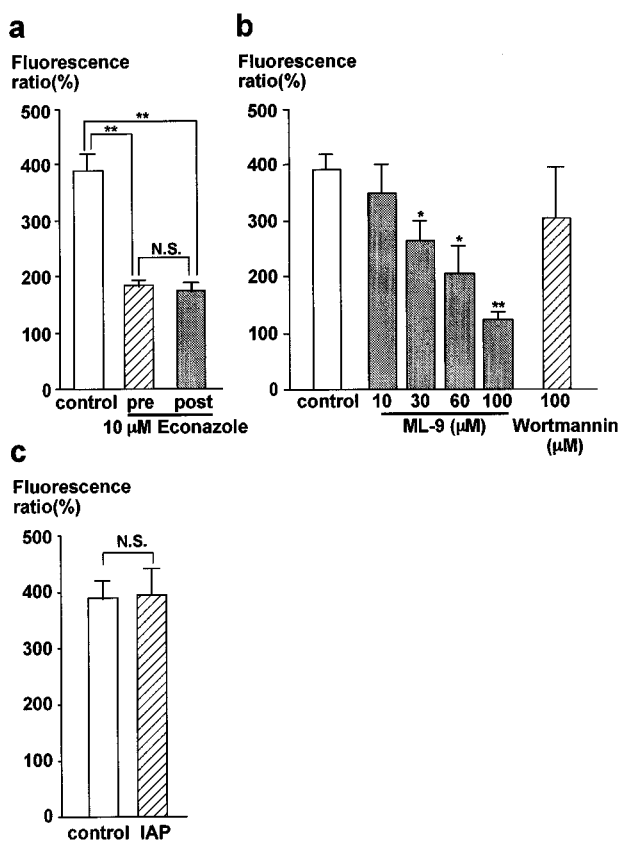 a
Fluorescence
ratio(%)
500
400
300
200
100
0
**
**
N.S.
control pre post
10 µM Econazole
b
Fluorescence
ratio(%)
500
400
300
200
100
0
*
*
**
control 10 30 60 100 100
ML-9 (µM) Wortmannin
(µM)
c
Fluorescence
ratio(%)
500
400
300
200
100
0
N.S.
control IAP